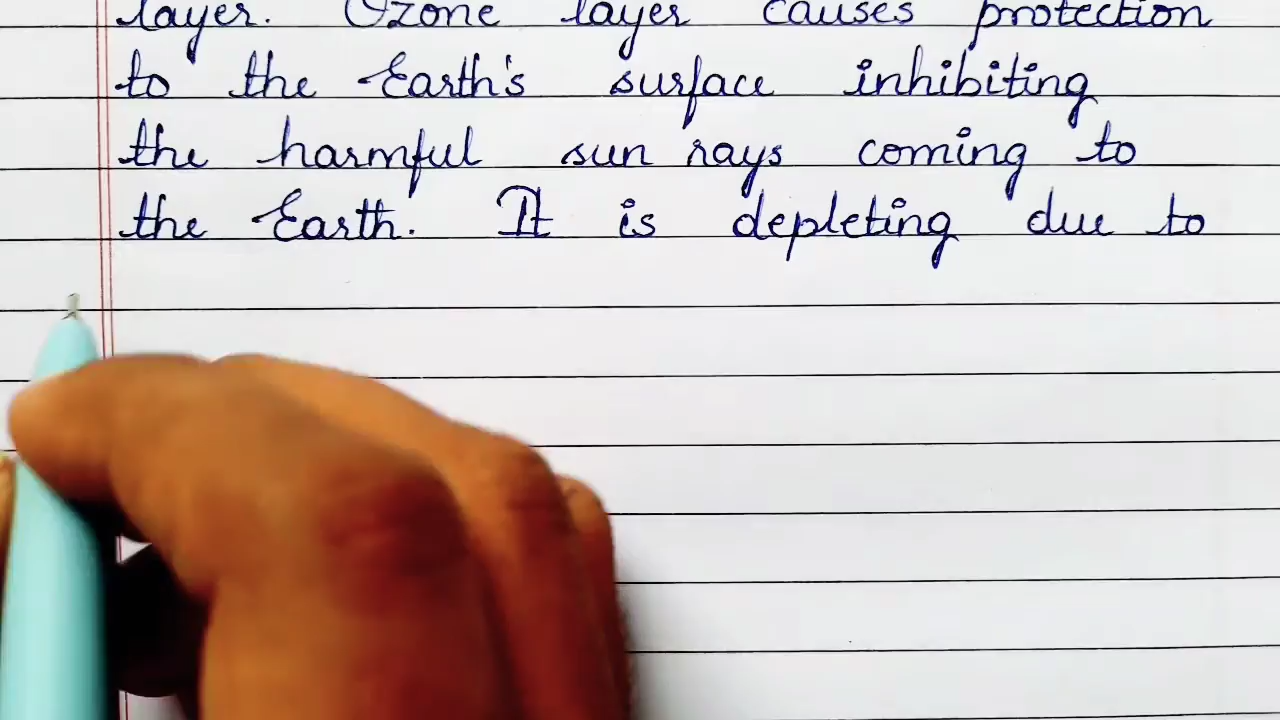 layer. Ozone layer causes protection
to the Earth's surface inhibiting
the harmful sun rays coming to
the Earth. It is depleting due to